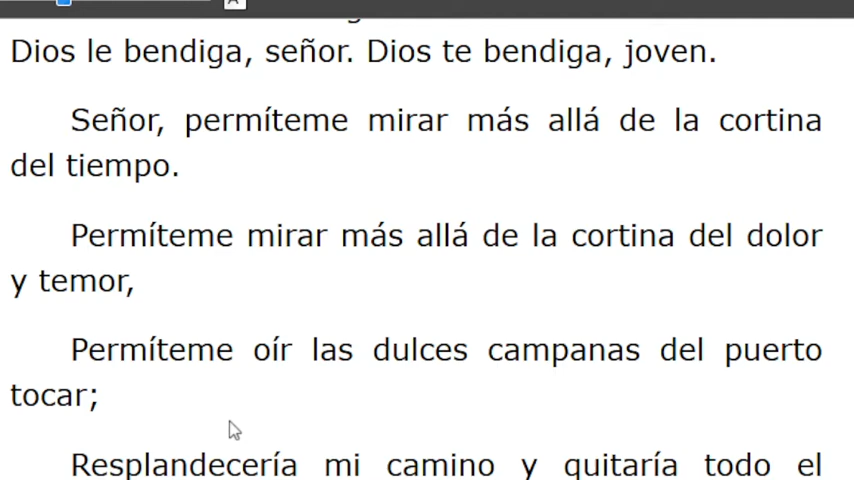 Dios le bendiga, señor. Dios te bendiga, joven.
Señor, permíteme mirar más allá de la cortina
del tiempo.
Permíteme mirar más allá de la cortina del dolor
y temor,
Permíteme oír las dulces campanas del puerto
tocar;
Resplandecería mi camino y quitaría todo el